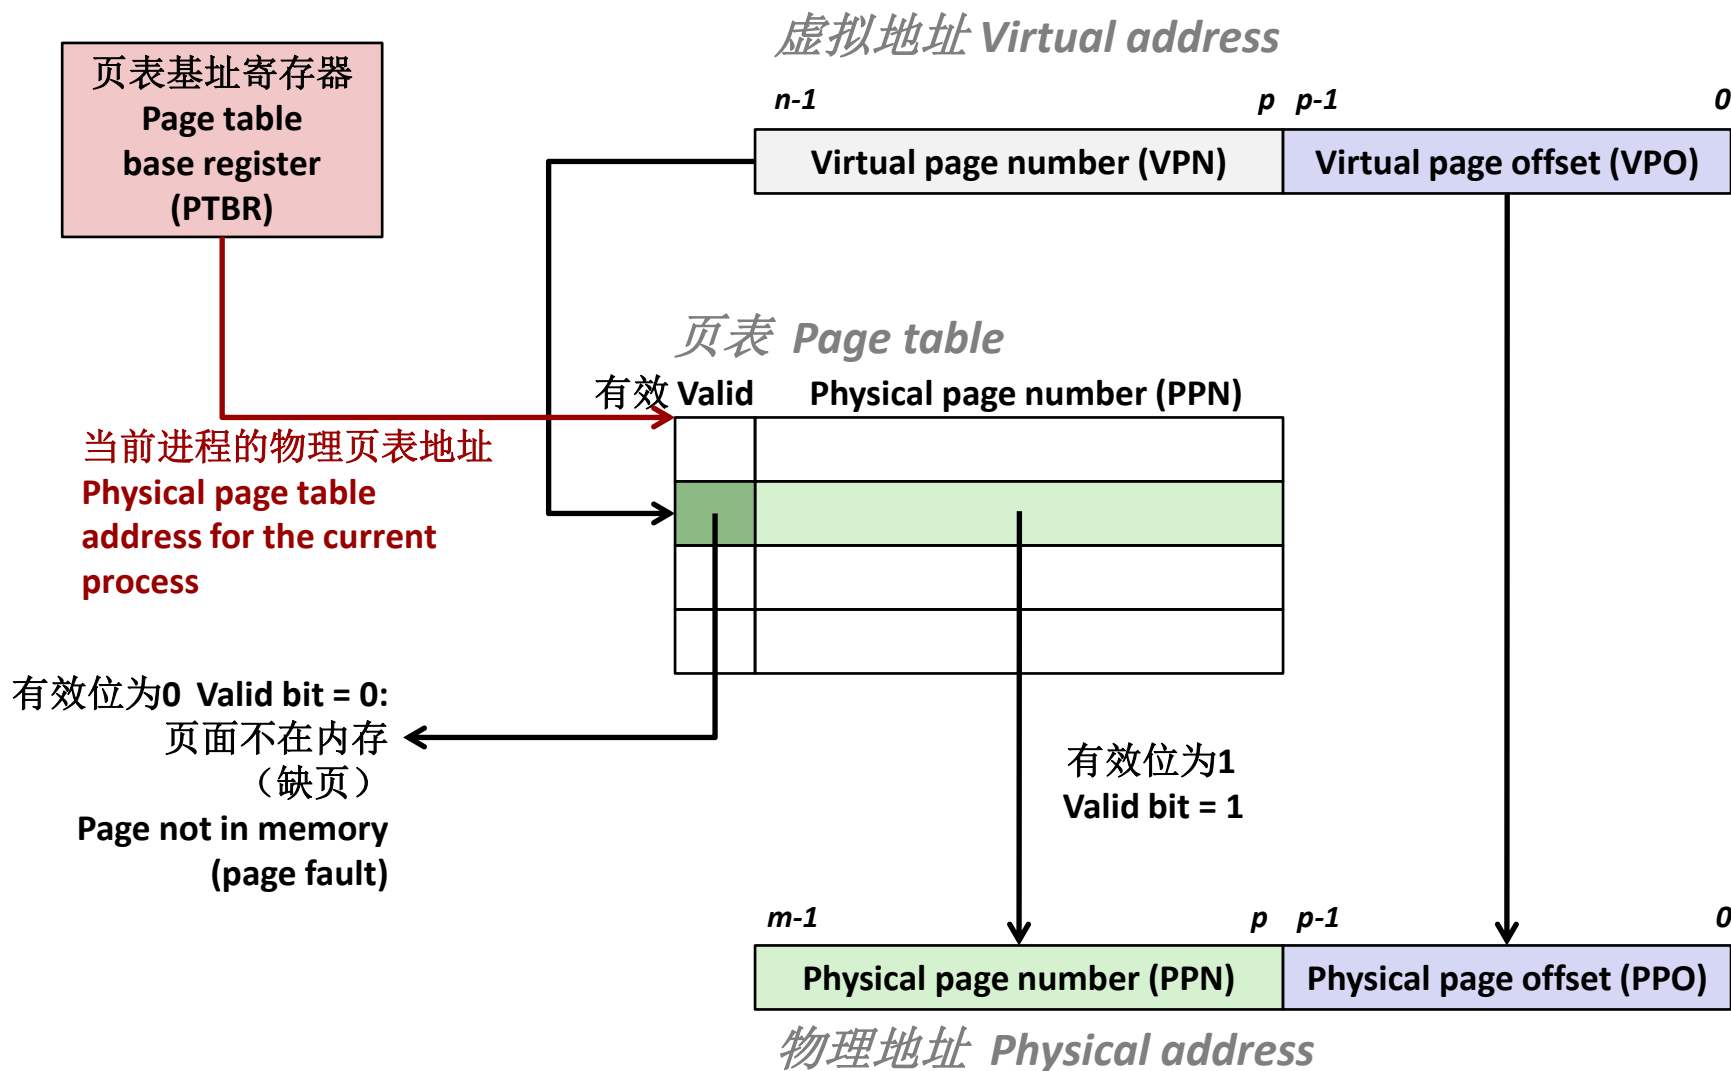 虚拟地址 Virtual address
页表基址寄存器
Page table
base register
(PTBR)
n-1 p p-1 0
Virtual page number (VPN) Virtual page offset (VPO)
页表 Page table
有效 Valid Physical page number (PPN)
当前进程的物理页表地址
Physical page table
address for the current
process
有效位为0 Valid bit = 0:
页面不在内存
（缺页）
Page not in memory
(page fault)
有效位为1
Valid bit = 1
m-1 p p-1 0
Physical page number (PPN) Physical page offset (PPO)
物理地址 Physical address